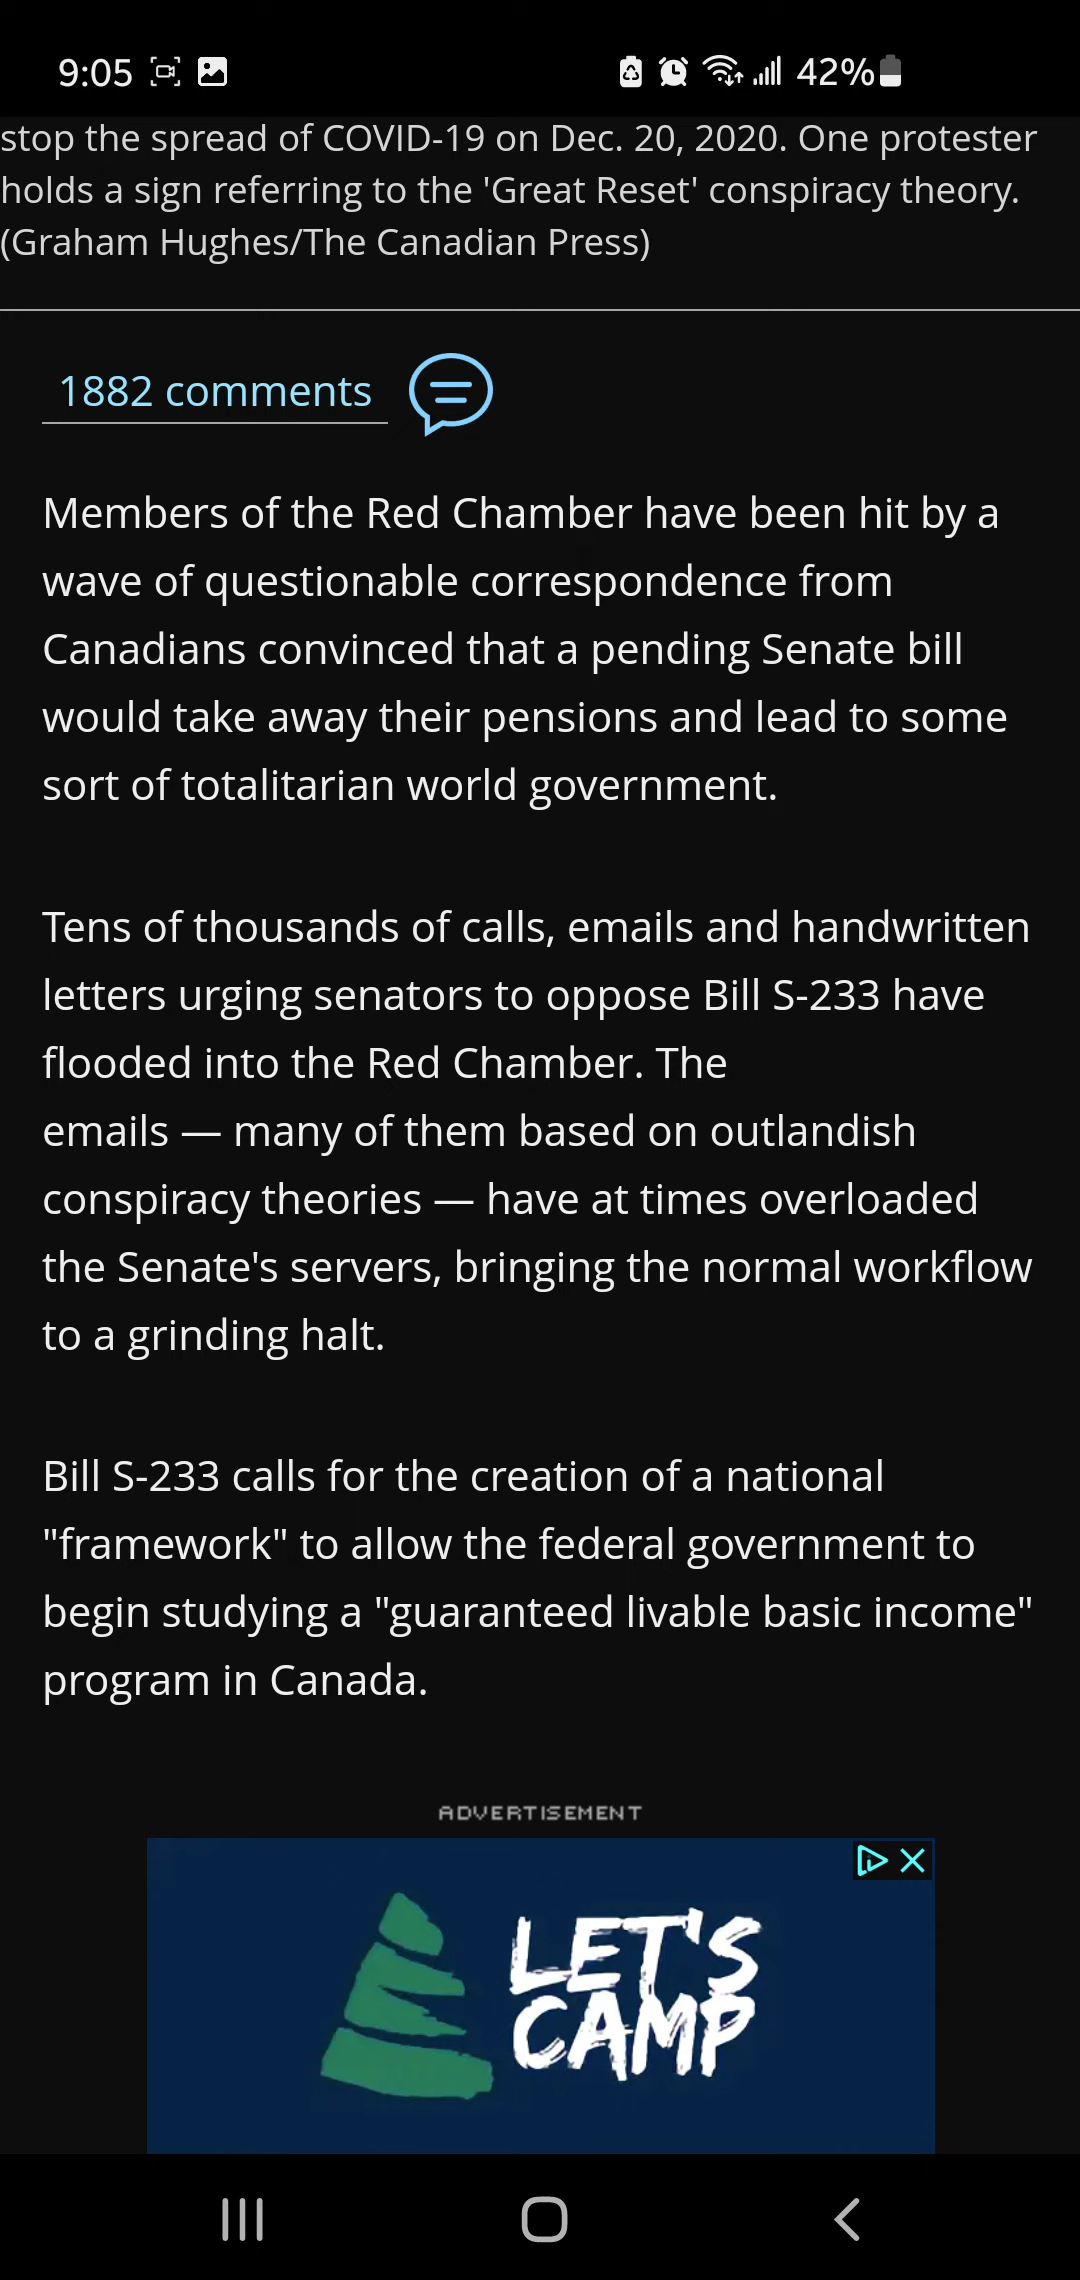 9:05
42%
stop the spread of COVID-19 on Dec. 20, 2020. One protester
holds a sign referring to the 'Great Reset' conspiracy theory.
(Graham Hughes/The Canadian Press)
1882 comments
Members of the Red Chamber have been hit by a
wave of questionable correspondence from
Canadians convinced that a pending Senate bill
would take away their pensions and lead to some
sort of totalitarian world government.
Tens of thousands of calls, emails and handwritten
letters urging senators to oppose Bill S-233 have
flooded into the Red Chamber. The
emails — many of them based on outlandish
conspiracy theories — have at times overloaded
the Senate's servers, bringing the normal workflow
to a grinding halt.
Bill S-233 calls for the creation of a national
"framework" to allow the federal government to
begin studying a "guaranteed livable basic income"
program in Canada.
ADVERTISEMENT
LET'S
CAMP